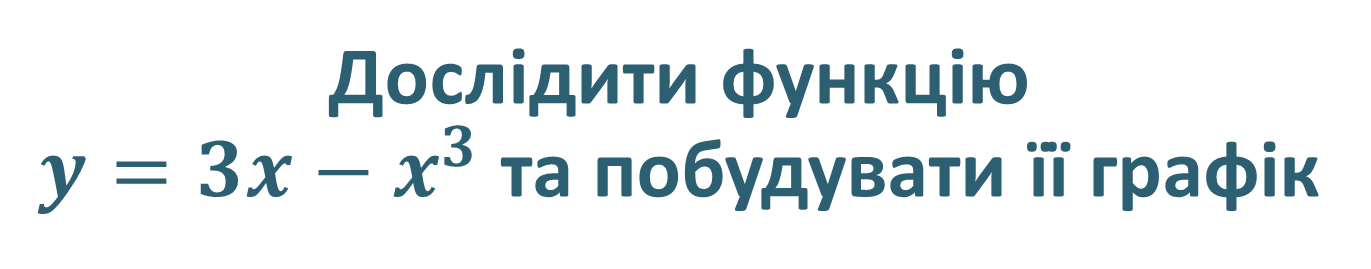 Дослідити функцію
y = 3x − x³ та побудувати її графік